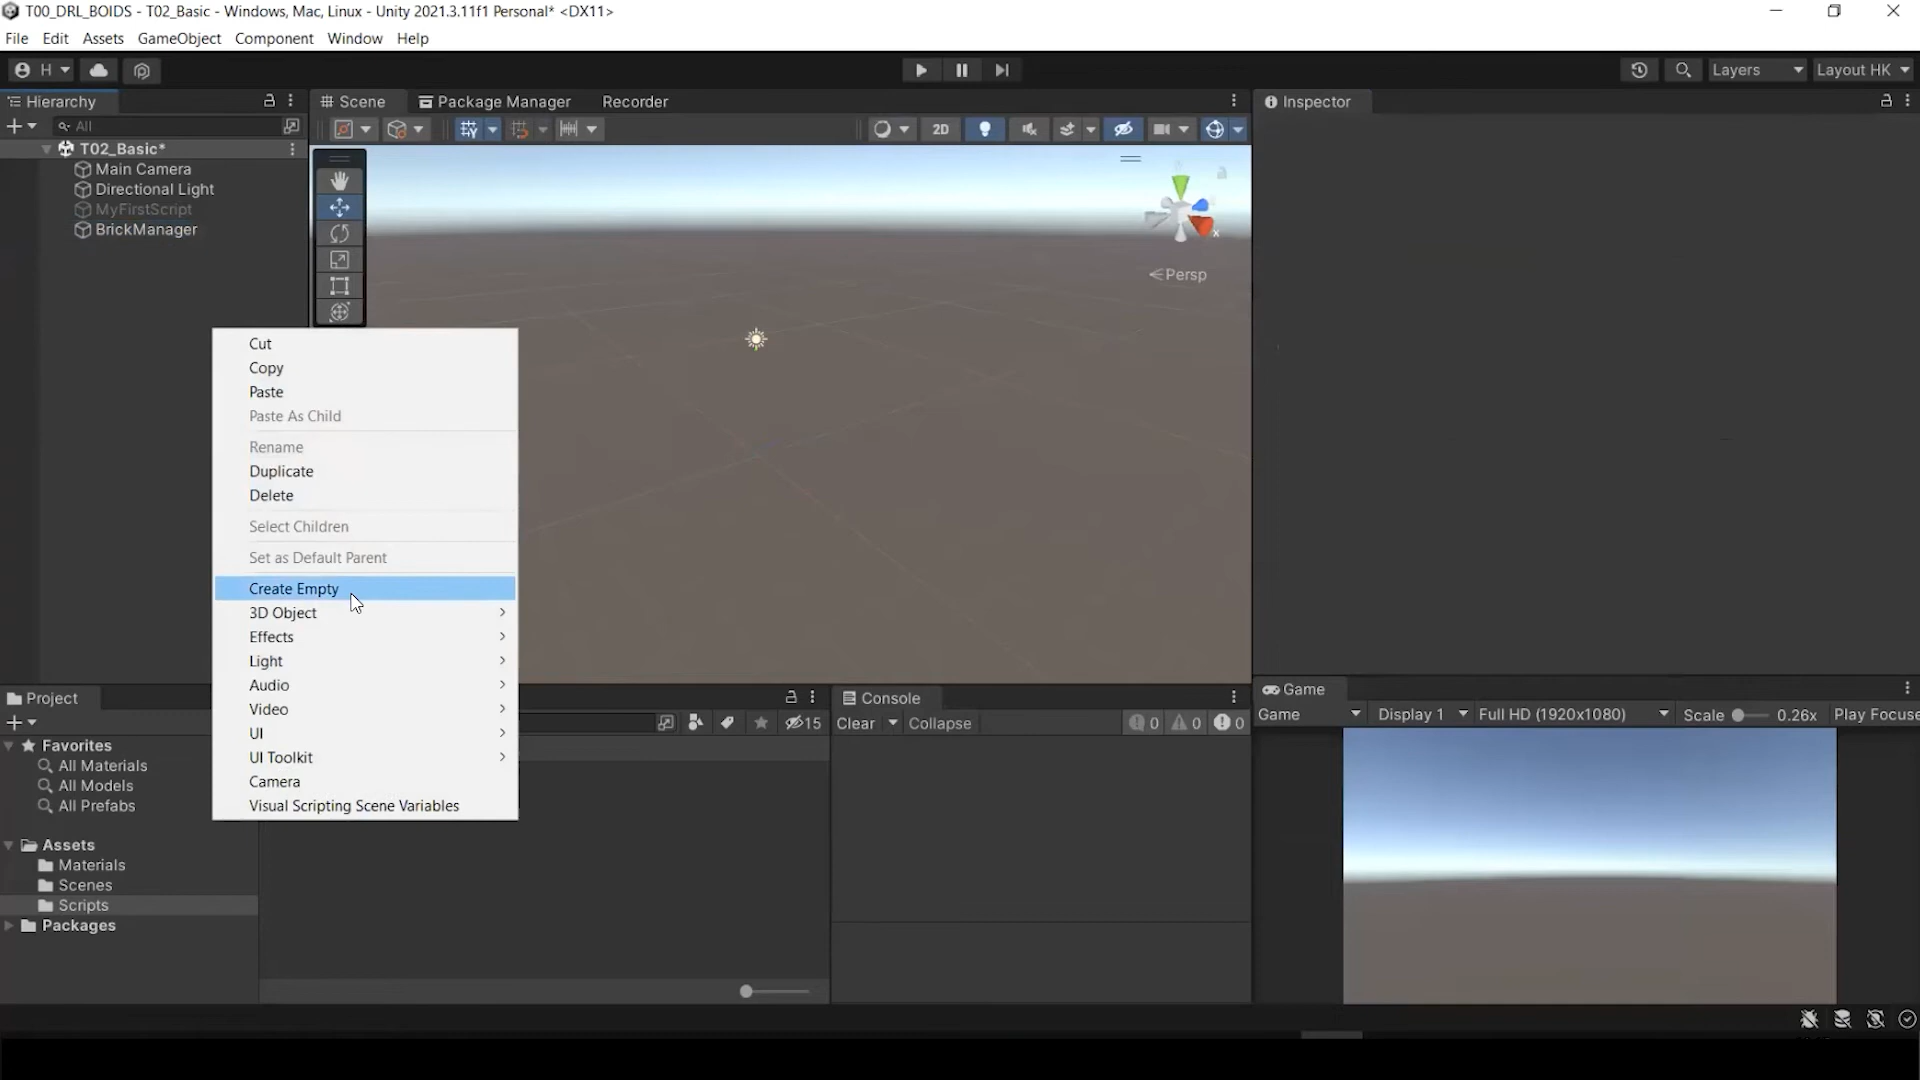 T00_DRL_BOIDS - T02_Basic - Windows, Mac, Linux - Unity 2021.3.11f1 Personal* <DX11>
File Edit Assets GameObject Component Window Help
H Layers Layout HK
Hierarchy
All
T02_Basic*
Main Camera
Directional Light
MyFirstScript
BrickManager
Scene Package Manager Recorder
2D
x
Persp
Inspector
Cut
Copy
Paste
Paste As Child
Rename
Duplicate
Delete
Select Children
Set as Default Parent
Create Empty
3D Object
Effects
Light
Audio
Video
UI
UI Toolkit
Camera
Visual Scripting Scene Variables
Project
15
Favorites
All Materials
All Models
All Prefabs
Assets
Materials
Scenes
Scripts
Packages
Console
Clear Collapse 0 0 0
Game
Game Display 1 Full HD (1920x1080) Scale 0.26x Play Focuse